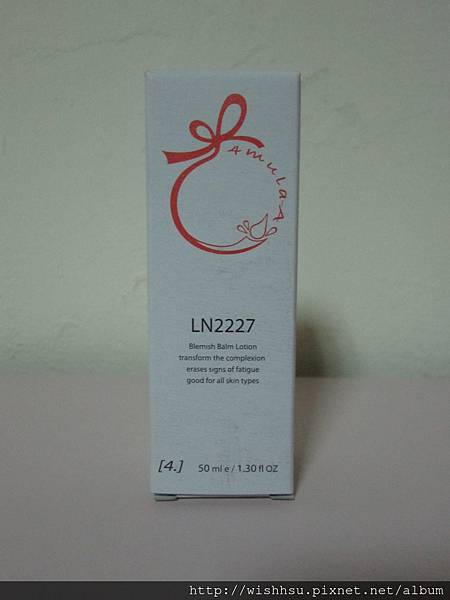 AmulaA
LN2227
Blemish Balm Lotion
transform the complexion
erases signs of fatigue
good for all skin types
[4.] 50 ml e / 1.30 fl OZ
http://wishhsu.pixnet.net/album